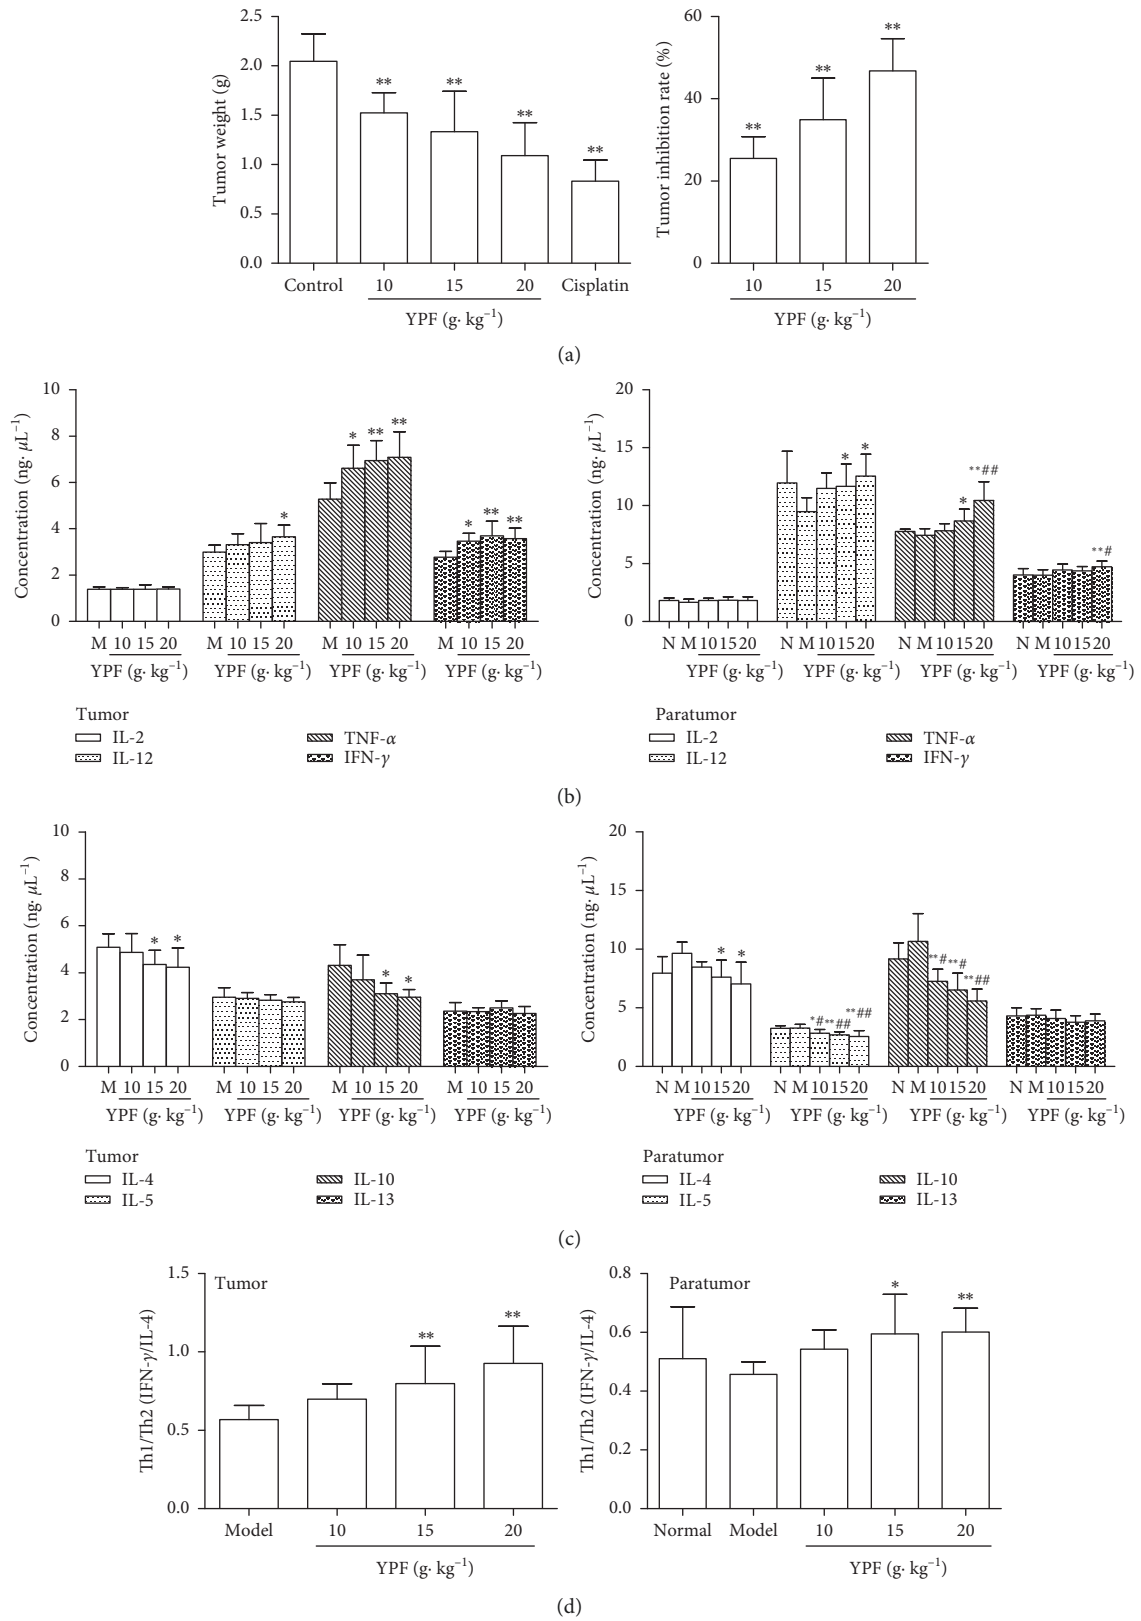 2.5
2.0
1.5
1.0
0.5
0.0
Tumor weight (g)
**
**
**
**
Control
10
15
20
Cisplatin
YPF (g· kg⁻¹)
60
40
20
0
Tumor inhibition rate (%)
**
**
**
10
15
20
YPF (g· kg⁻¹)
(a)
10
8
6
4
2
0
Concentration (ng· μL⁻¹)
*
*
**
**
*
**
**
M 10 15 20
M 10 15 20
M 10 15 20
M 10 15 20
YPF (g· kg⁻¹)
YPF (g· kg⁻¹)
YPF (g· kg⁻¹)
YPF (g· kg⁻¹)
Tumor
IL-2
TNF-α
IL-12
IFN-γ
20
15
10
5
0
Concentration (ng· μL⁻¹)
*
*
*
**##
**#
N M 10 15 20
N M 10 15 20
N M 10 15 20
N M 10 15 20
YPF (g· kg⁻¹)
YPF (g· kg⁻¹)
YPF (g· kg⁻¹)
YPF (g· kg⁻¹)
Paratumor
IL-2
TNF-α
IL-12
IFN-γ
(b)
10
8
6
4
2
0
Concentration (ng· μL⁻¹)
*
*
*
*
M 10 15 20
M 10 15 20
M 10 15 20
M 10 15 20
YPF (g· kg⁻¹)
YPF (g· kg⁻¹)
YPF (g· kg⁻¹)
YPF (g· kg⁻¹)
Tumor
IL-4
IL-10
IL-5
IL-13
20
15
10
5
0
Concentration (ng· μL⁻¹)
*
*
*#
**##
**##
**#
**#
**##
N M 10 15 20
N M 10 15 20
N M 10 15 20
N M 10 15 20
YPF (g· kg⁻¹)
YPF (g· kg⁻¹)
YPF (g· kg⁻¹)
YPF (g· kg⁻¹)
Paratumor
IL-4
IL-10
IL-5
IL-13
(c)
1.5
1.0
0.5
0.0
Th1/Th2 (IFN-γ/IL-4)
Tumor
**
**
Model
10
15
20
YPF (g· kg⁻¹)
0.8
0.6
0.4
0.2
0.0
Th1/Th2 (IFN-γ/IL-4)
Paratumor
*
**
Normal
Model
10
15
20
YPF (g· kg⁻¹)
(d)